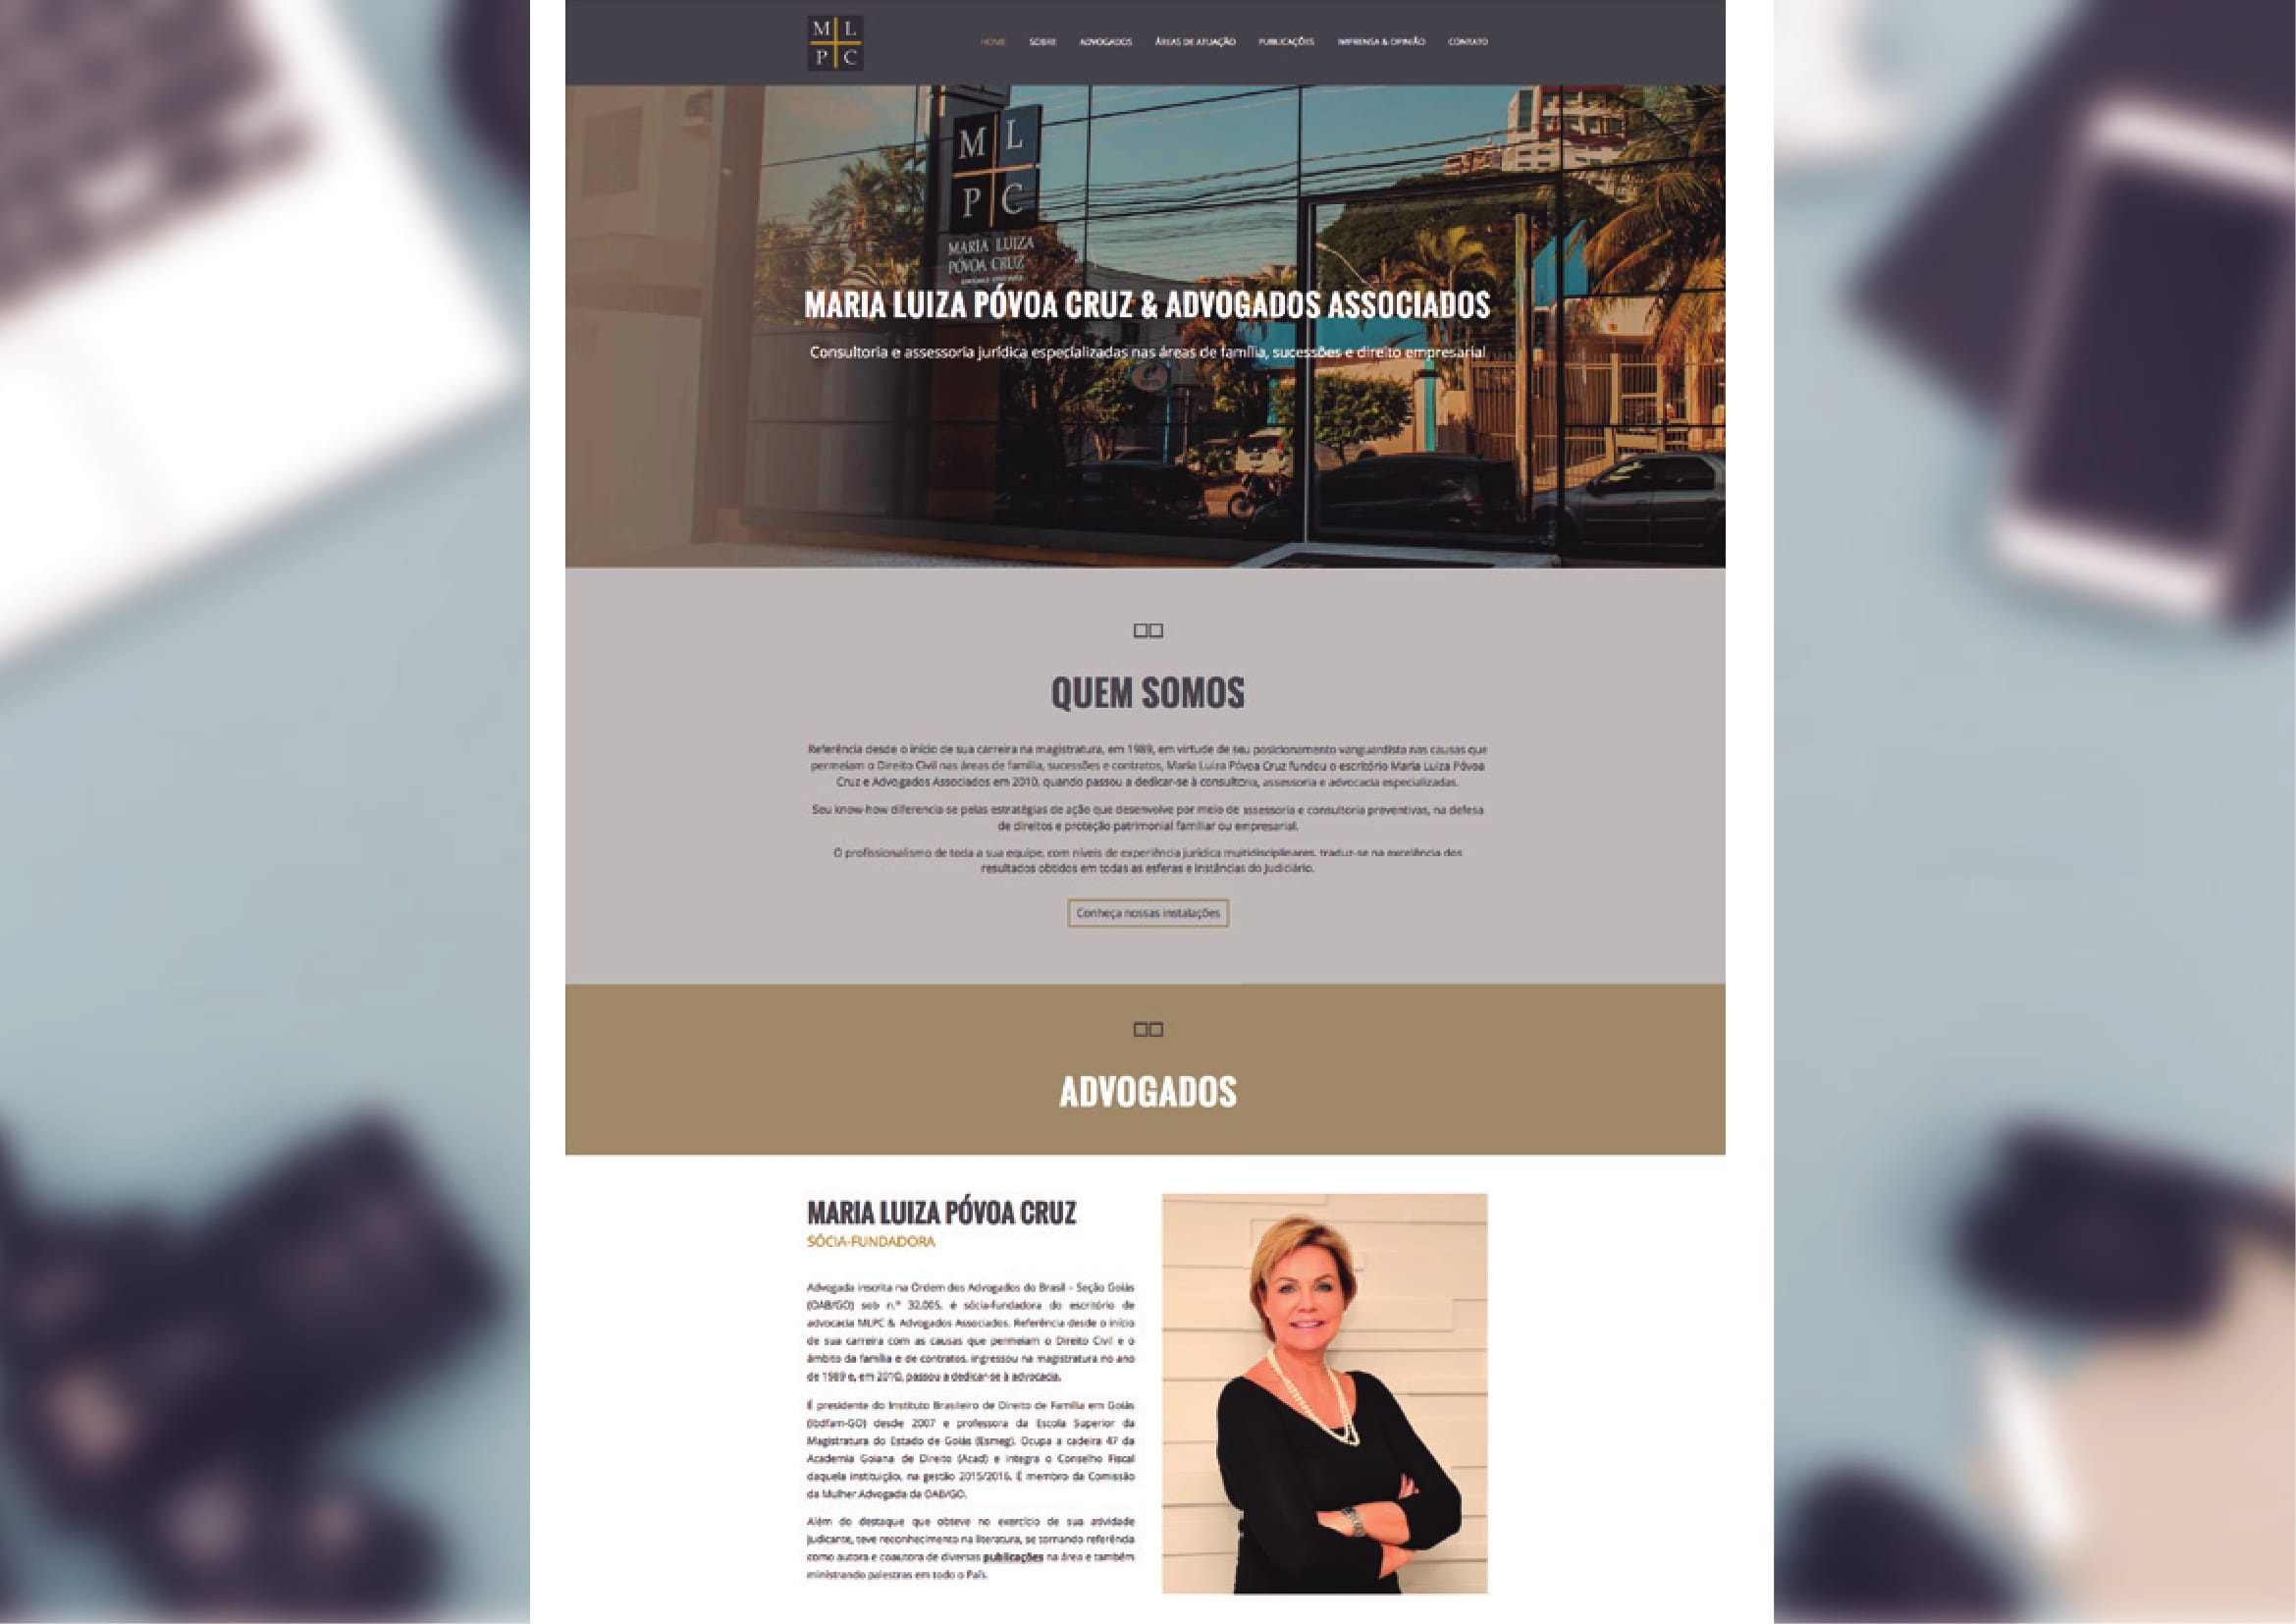 M L
P C
HOME SOBRE ADVOGADOS ÁREAS DE ATUAÇÃO PUBLICAÇÕES IMPRENSA & OPINIÃO CONTATO
M L
P C
MARIA LUIZA
PÓVOA CRUZ
MARIA LUIZA PÓVOA CRUZ & ADVOGADOS ASSOCIADOS
Consultoria e assessoria jurídica especializadas nas áreas de família, sucessões e direito empresarial
QUEM SOMOS
Referência desde o início de sua carreira na magistratura, em 1989, em virtude de seu posicionamento vanguardista nas causas que
permeiam o Direito Civil nas áreas de família, sucessões e contratos, Maria Luiza Póvoa Cruz fundou o escritório Maria Luiza Póvoa
Cruz e Advogados Associados em 2010, quando passou a dedicar-se à consultoria, assessoria e advocacia especializadas.
Seu know-how diferencia-se pelas estratégias de ação que desenvolve por meio de assessoria e consultoria preventivas, na defesa
de direitos e proteção patrimonial familiar ou empresarial.
O profissionalismo de toda a sua equipe, com níveis de experiência jurídica multidisciplinares, traduz-se na excelência dos
resultados obtidos em todas as esferas e instâncias do Judiciário.
Conheça nossas instalações
ADVOGADOS
MARIA LUIZA PÓVOA CRUZ
SÓCIA-FUNDADORA
Advogada inscrita na Ordem dos Advogados do Brasil – Seção Goiás
(OAB/GO) sob n.º 32.005, é sócia-fundadora do escritório de
advocacia MLPC & Advogados Associados. Referência desde o início
de sua carreira com as causas que permeiam o Direito Civil e o
âmbito da família e de contratos, ingressou na magistratura no ano
de 1989 e, em 2010, passou a dedicar-se à advocacia.
É presidente do Instituto Brasileiro de Direito de Família em Goiás
(Ibdfam-GO) desde 2007 e professora da Escola Superior da
Magistratura do Estado de Goiás (Esmeg). Ocupa a cadeira 47 da
Academia Goiana de Direito (Acad) e integra o Conselho Fiscal
daquela instituição, na gestão 2015/2016. É membro da Comissão
da Mulher Advogada da OAB/GO.
Além do destaque que obteve no exercício de sua atividade
judicante, teve reconhecimento na literatura, se tornando referência
como autora e coautora de diversas publicações na área e também
ministrando palestras em todo o País.